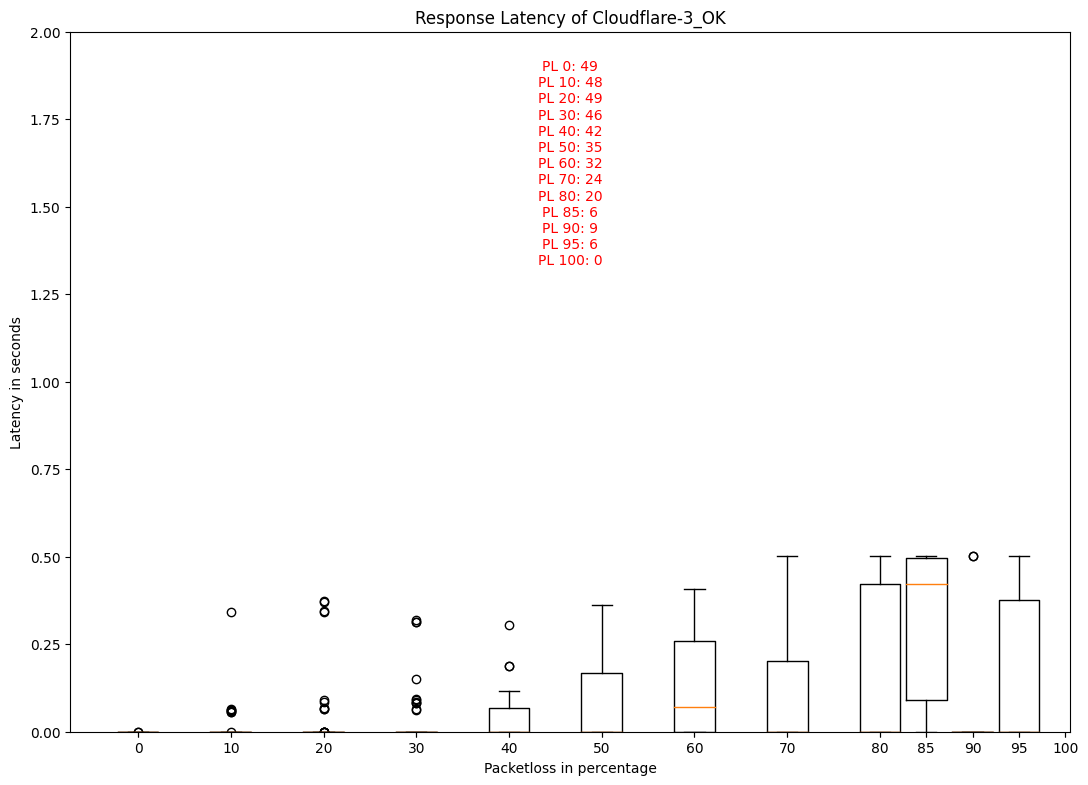 Response Latency of Cloudflare-3_OK
2.00
1.75
1.50
1.25
1.00
0.75
0.50
0.25
0.00
Latency in seconds
PL 0: 49
PL 10: 48
PL 20: 49
PL 30: 46
PL 40: 42
PL 50: 35
PL 60: 32
PL 70: 24
PL 80: 20
PL 85: 6
PL 90: 9
PL 95: 6
PL 100: 0
0 10 20 30 40 50 60 70 80 85 90 95 100
Packetloss in percentage